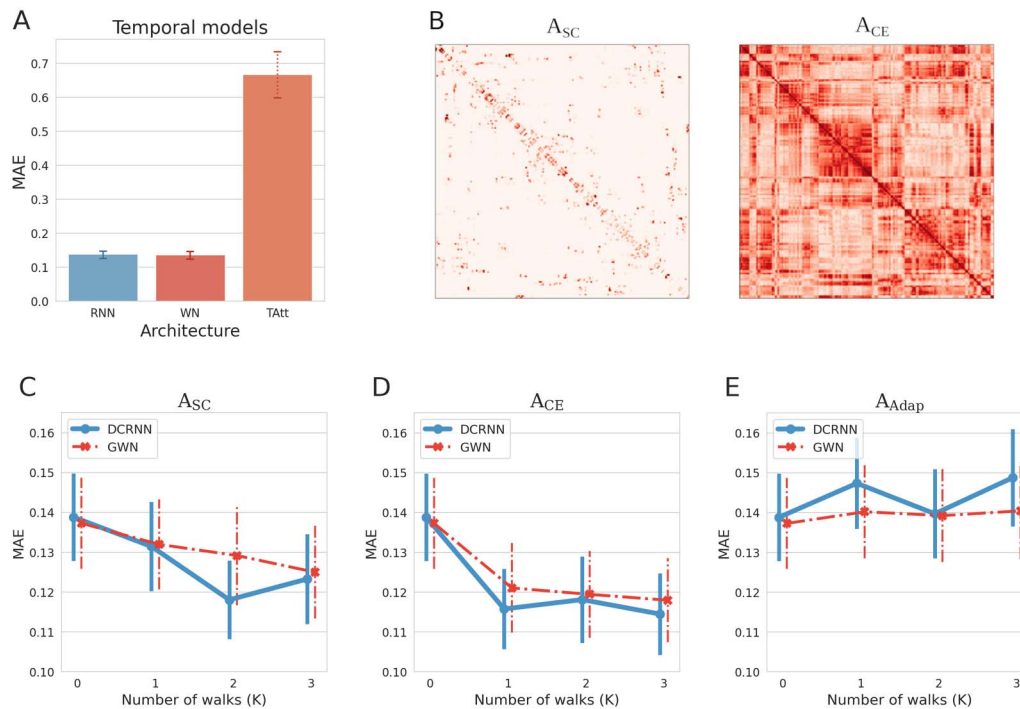 A
Temporal models
MAE
0.7
0.6
0.5
0.4
0.3
0.2
0.1
0.0
RNN WN TAtt
Architecture
B
A_SC
A_CE
C
A_SC
DCRNN
GWN
MAE
0.16
0.15
0.14
0.13
0.12
0.11
0.10
0 1 2 3
Number of walks (K)
D
A_CE
DCRNN
GWN
MAE
0.16
0.15
0.14
0.13
0.12
0.11
0.10
0 1 2 3
Number of walks (K)
E
A_Adap
DCRNN
GWN
MAE
0.16
0.15
0.14
0.13
0.12
0.11
0.10
0 1 2 3
Number of walks (K)